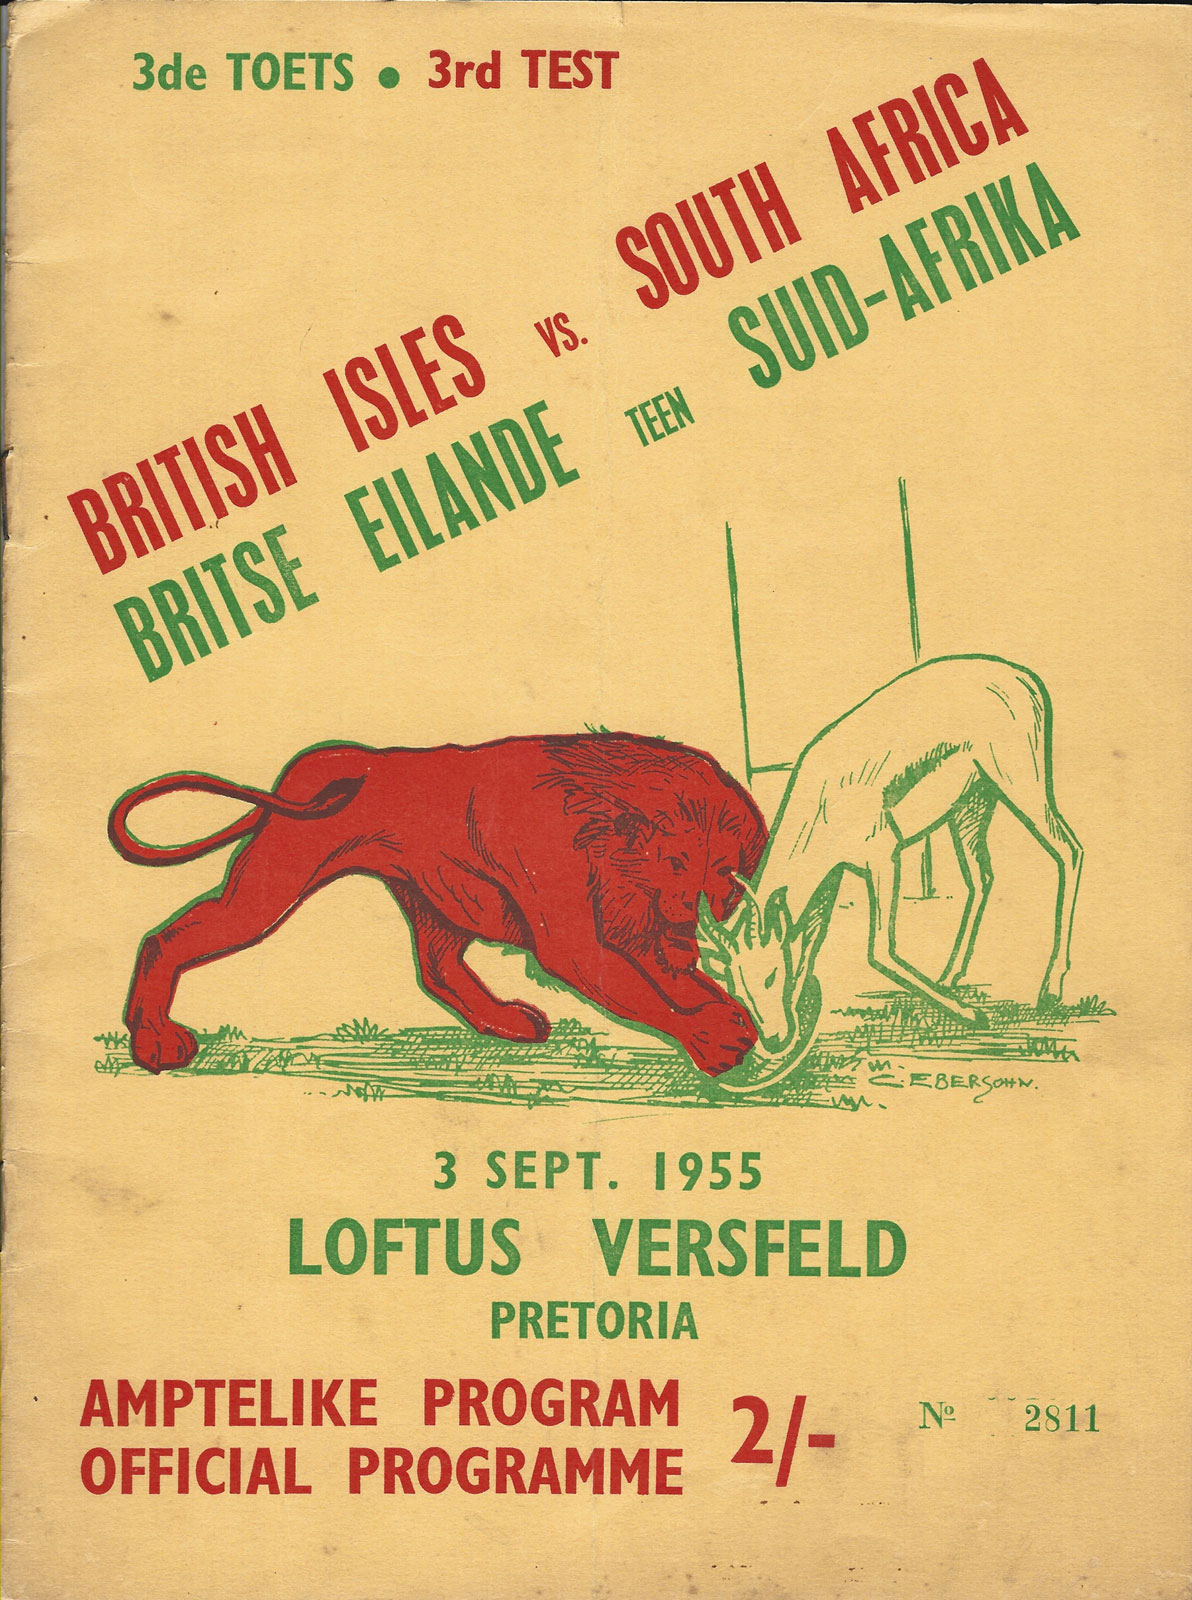 3de TOETS • 3rd TEST
BRITISH ISLES vs. SOUTH AFRICA
BRITSE EILANDE TEEN SUID-AFRIKA
C. EBERSOHN.
3 SEPT. 1955
LOFTUS VERSFELD
PRETORIA
AMPTELIKE PROGRAM
OFFICIAL PROGRAMME
2/-
Nº 2811